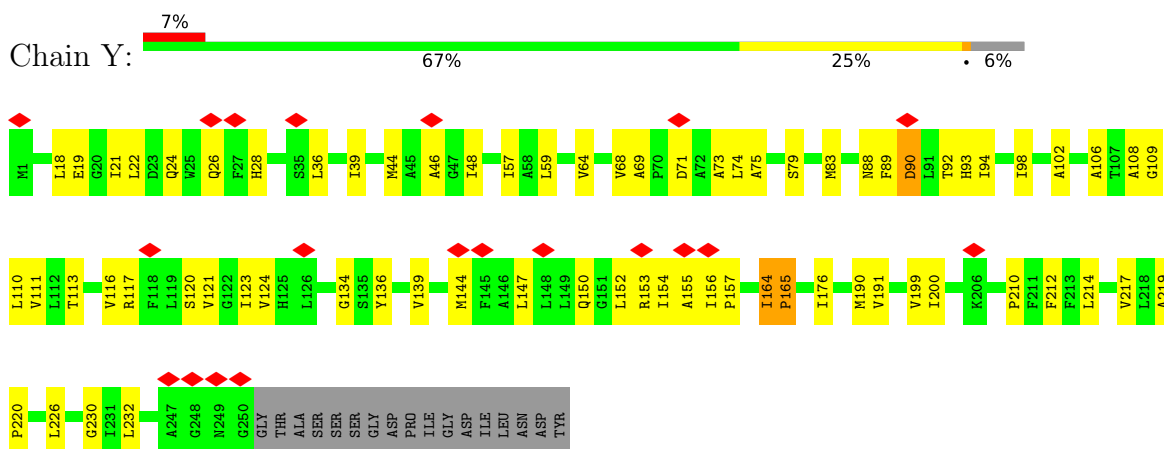 7%
Chain Y:
67% 25% • 6%
M1 L18 E19 G20 I21 L22 D23 Q24 W25 Q26 F27 H28 S35 L36 I39 M44 A45 A46 G47 I48 I57 A58 L59 V64 V68 A69 P70 D71 A72 A73 L74 A75 S79 M83 N88 F89 D90 L91 T92 H93 I94 I98 A102 A106 T107 A108 G109
L110 V111 L112 T113 V116 R117 F118 L119 S120 V121 G122 I123 V124 H125 L126 G134 S135 Y136 V139 M144 F145 A146 L147 L148 L149 Q150 G151 L152 R153 I154 A155 I156 P157 I164 P165 I176 M190 V191 V199 I200 K206 P210 F211 F212 F213 L214 V217 L218 A219
P220 L226 G230 I231 L232 A247 G248 N249 G250 GLY THR ALA SER SER SER GLY ASP PRO ILE GLY ASP ILE LEU ASN ASP TYR